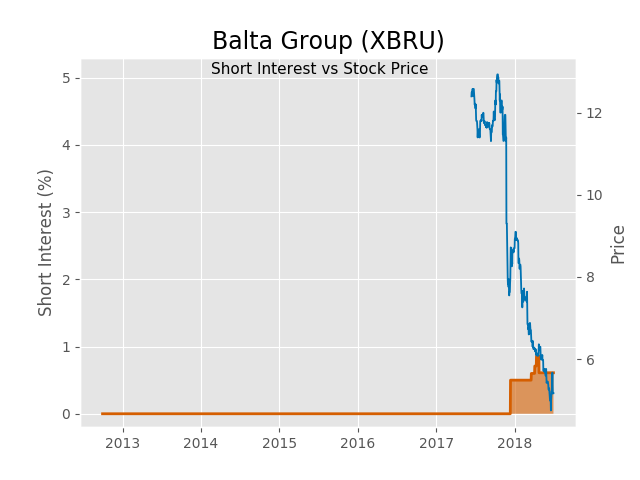 Balta Group (XBRU)
Short Interest vs Stock Price
Short Interest (%)
5
4
3
2
1
0
12
10
8
6
Price
2013 2014 2015 2016 2017 2018